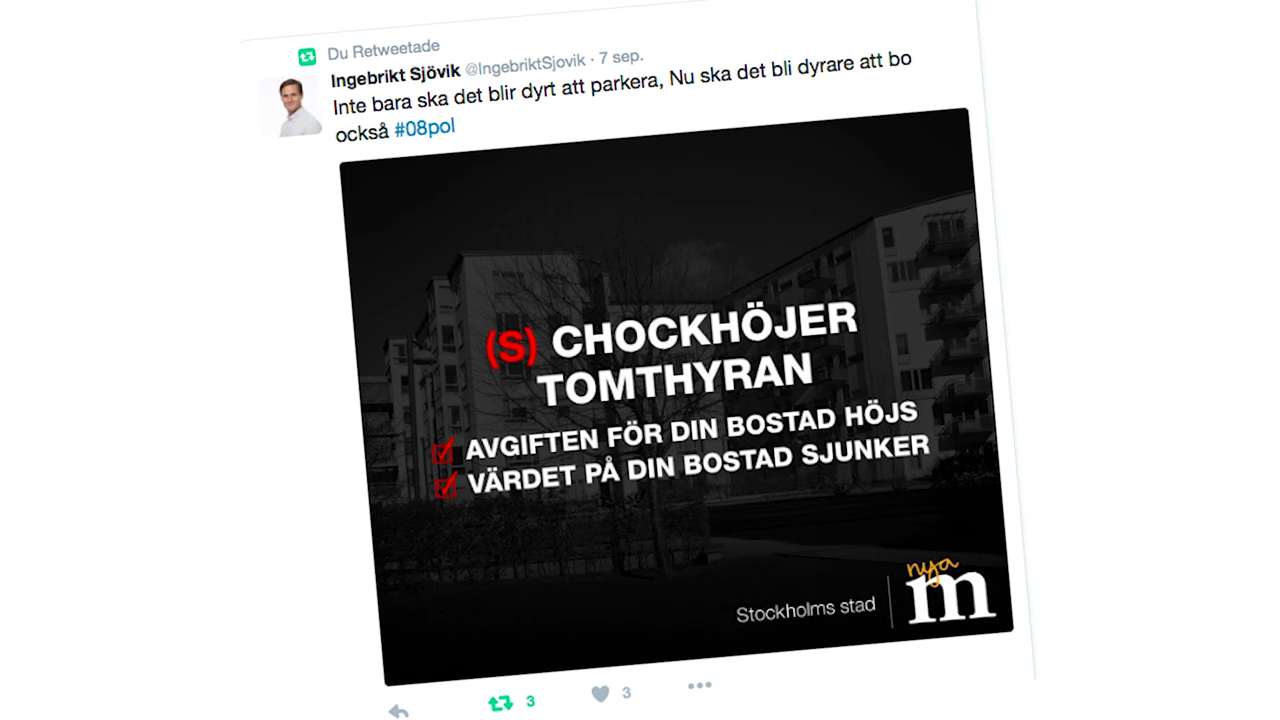 Du Retweetade
Ingebrikt Sjövik @IngebriktSjovik · 7 sep.
Inte bara ska det blir dyrt att parkera, Nu ska det bli dyrare att bo
också #08pol
(S) CHOCKHÖJER
TOMTHYRAN
AVGIFTEN FÖR DIN BOSTAD HÖJS
VÄRDET PÅ DIN BOSTAD SJUNKER
Stockholms stad
nya
m
3
3